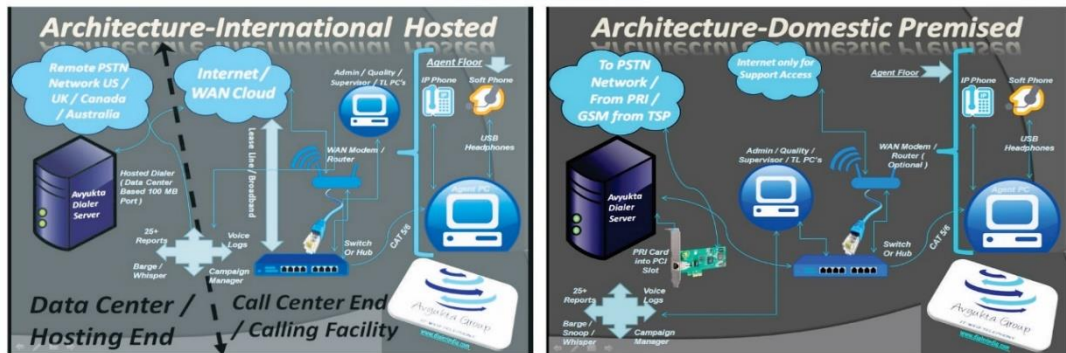 Architecture-International Hosted
Remote PSTN
Network US /
UK / Canada
/ Australia
Internet /
WAN Cloud
Admin / Quality /
Supervisor / TL PC's
Agent Floor
IP Phone
Soft Phone
USB
Headphones
WAN Modem /
Router
Lease Line / Broadband
Hosted Dialer
( Data Center
Based 100 MB
Port )
Avyukta
Dialer
Server
Agent PC
25+
Reports
Voice
Logs
Barge /
Whisper
Campaign
Manager
Switch
Or Hub
CAT 5/6
Data Center /
Hosting End
Call Center End
/ Calling Facility
Avyukta Group
Architecture-Domestic Premised
To PSTN
Network /
From PRI /
GSM from TSP
Internet only for
Support Access
Agent Floor
IP Phone
Soft Phone
USB
Headphones
Admin / Quality /
Supervisor / TL PC's
WAN Modem /
Router (
Optional )
Avyukta
Dialer
Server
Agent PC
PRI Card
into PCI
Slot
Switch
Or Hub
CAT 5/6
25+
Reports
Voice
Logs
Barge /
Snoop /
Whisper
Campaign
Manager
Avyukta Group